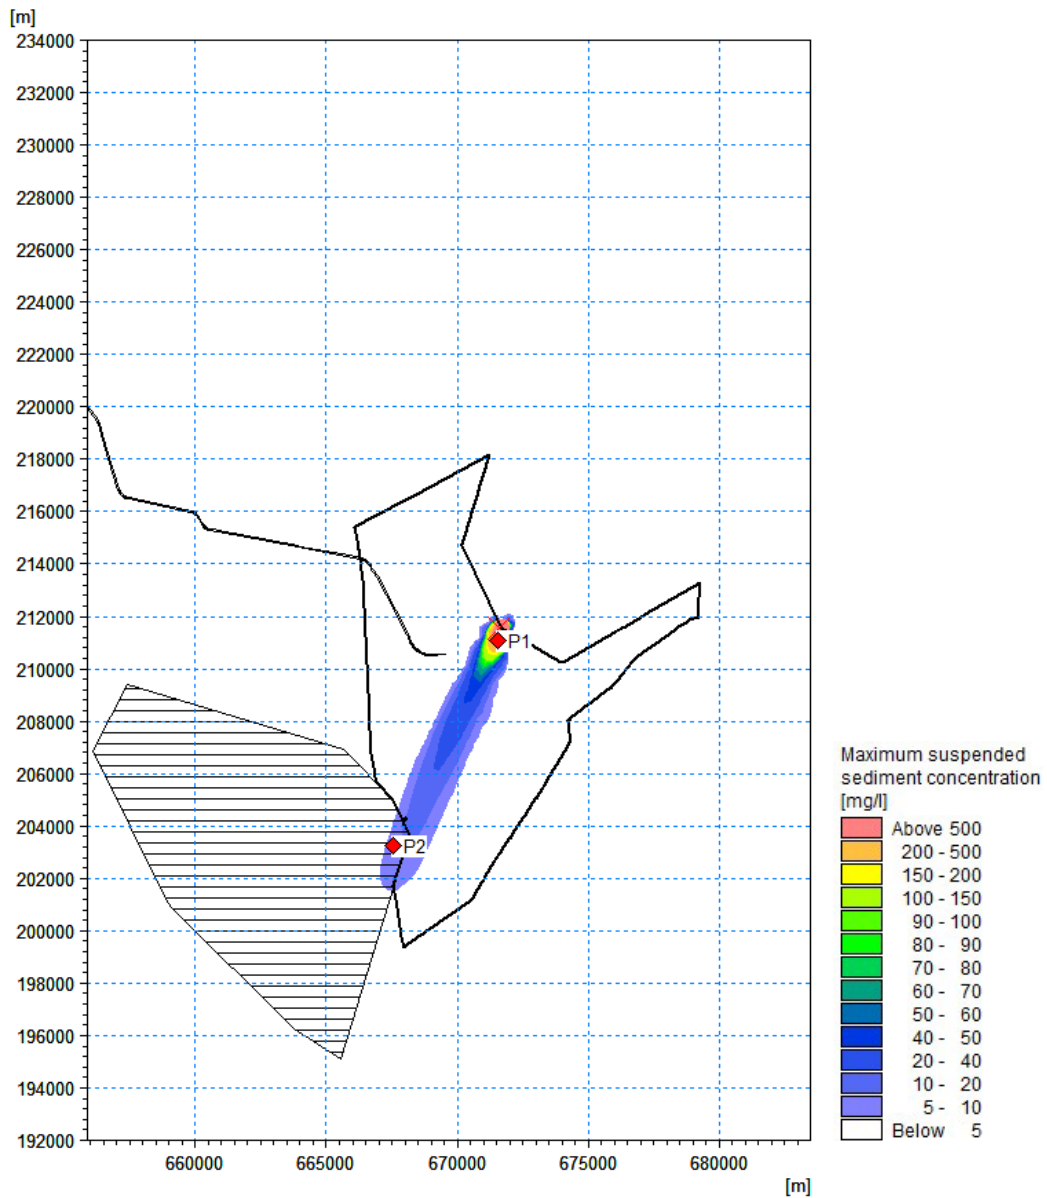 [m]
234000
232000
230000
228000
226000
224000
222000
220000
218000
216000
214000
212000
210000
208000
206000
204000
202000
200000
198000
196000
194000
192000
P1
P2
660000 665000 670000 675000 680000
[m]
Maximum suspended
sediment concentration
[mg/l]
Above 500
200 - 500
150 - 200
100 - 150
90 - 100
80 - 90
70 - 80
60 - 70
50 - 60
40 - 50
20 - 40
10 - 20
5 - 10
Below 5